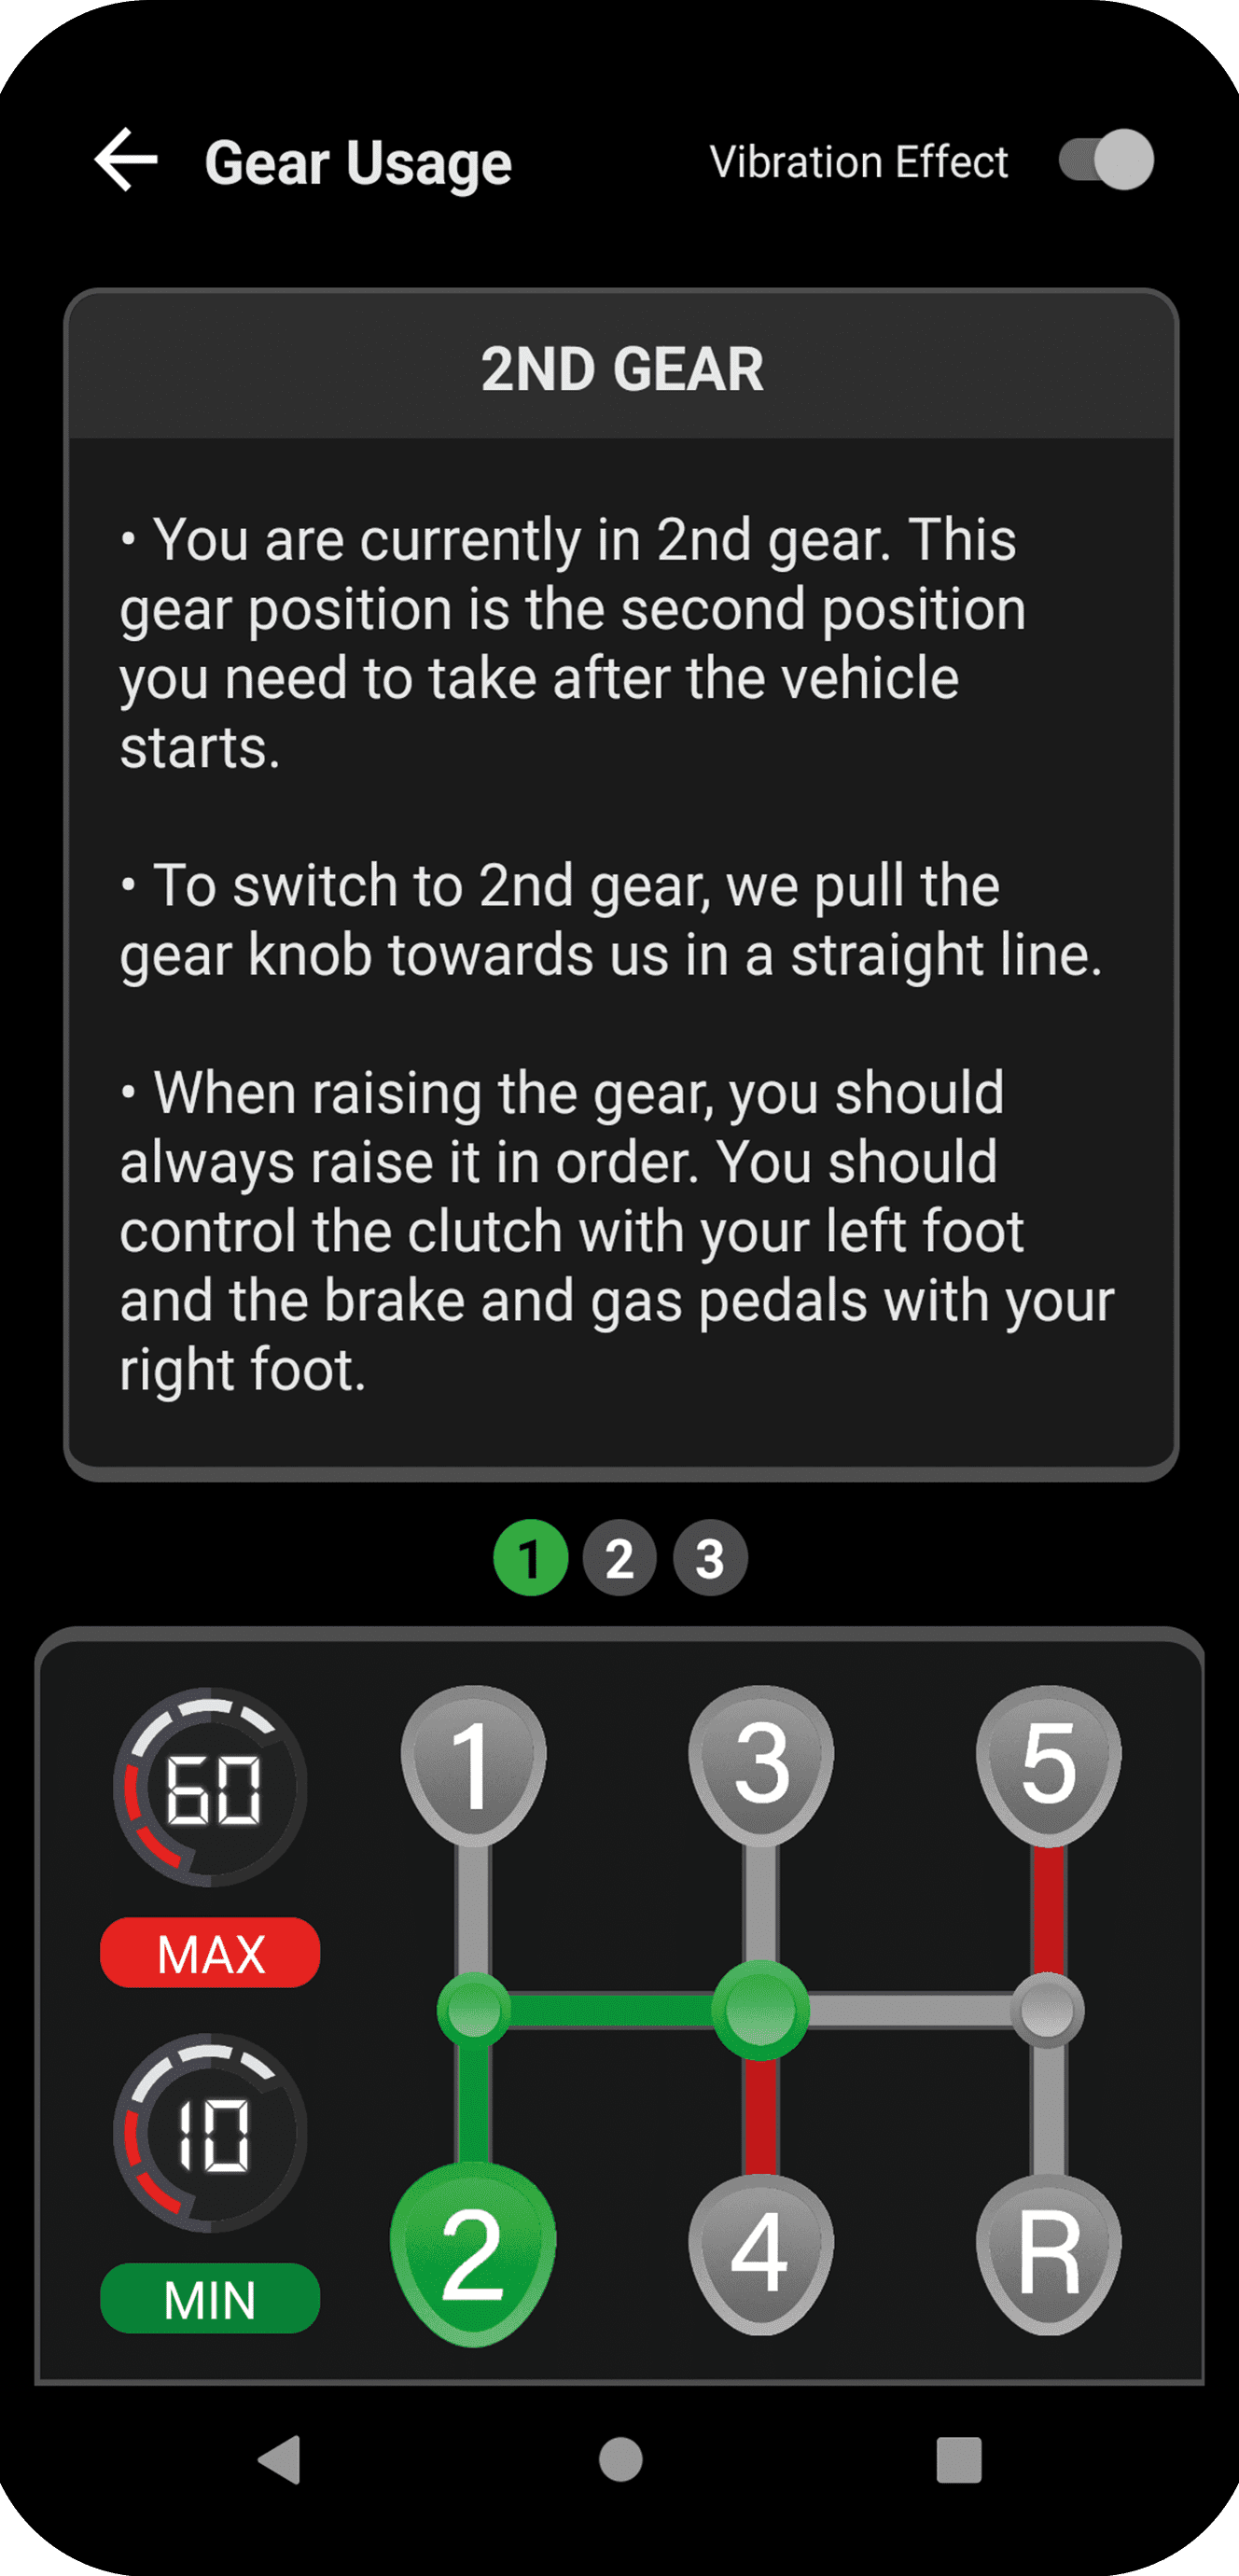 Gear Usage
Vibration Effect
2ND GEAR
• You are currently in 2nd gear. This
gear position is the second position
you need to take after the vehicle
starts.
• To switch to 2nd gear, we pull the
gear knob towards us in a straight line.
• When raising the gear, you should
always raise it in order. You should
control the clutch with your left foot
and the brake and gas pedals with your
right foot.
1 2 3
60
MAX
10
MIN
1 3 5
2 4 R